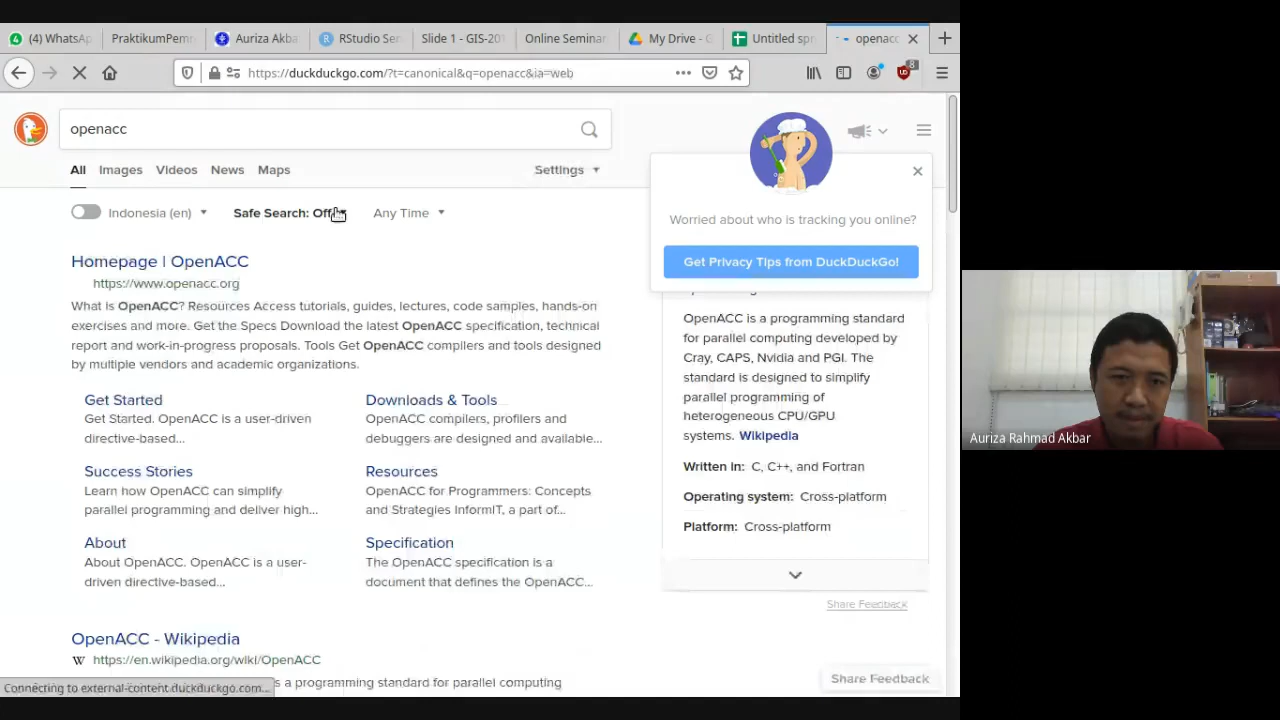 (4) WhatsAp
PraktikumPemr
Auriza Akba
RStudio Ser
Slide 1 - GIS-201
Online Seminar
My Drive - G
Untitled spr
openacc
https://duckduckgo.com/?t=canonical&q=openacc&ia=web
8
openacc
All Images Videos News Maps
Settings
Indonesia (en)
Safe Search: Off
Any Time
Worried about who is tracking you online?
Get Privacy Tips from DuckDuckGo!
Homepage | OpenACC
https://www.openacc.org
What is OpenACC? Resources Access tutorials, guides, lectures, code samples, hands-on
exercises and more. Get the Specs Download the latest OpenACC specification, technical
report and work-in-progress proposals. Tools Get OpenACC compilers and tools designed
by multiple vendors and academic organizations.
Get Started
Get Started. OpenACC is a user-driven
directive-based...
Downloads & Tools
OpenACC compilers, profilers and
debuggers are designed and available...
Success Stories
Learn how OpenACC can simplify
parallel programming and deliver high...
Resources
OpenACC for Programmers: Concepts
and Strategies InformIT, a part of...
About
About OpenACC. OpenACC is a user-
driven directive-based...
Specification
The OpenACC specification is a
document that defines the OpenACC...
OpenACC - Wikipedia
W https://en.wikipedia.org/wiki/OpenACC
s a programming standard for parallel computing
Connecting to external-content.duckduckgo.com...
OpenACC is a programming standard
for parallel computing developed by
Cray, CAPS, Nvidia and PGI. The
standard is designed to simplify
parallel programming of
heterogeneous CPU/GPU
systems. Wikipedia
Written in: C, C++, and Fortran
Operating system: Cross-platform
Platform: Cross-platform
Share Feedback
Share Feedback
Auriza Rahmad Akbar